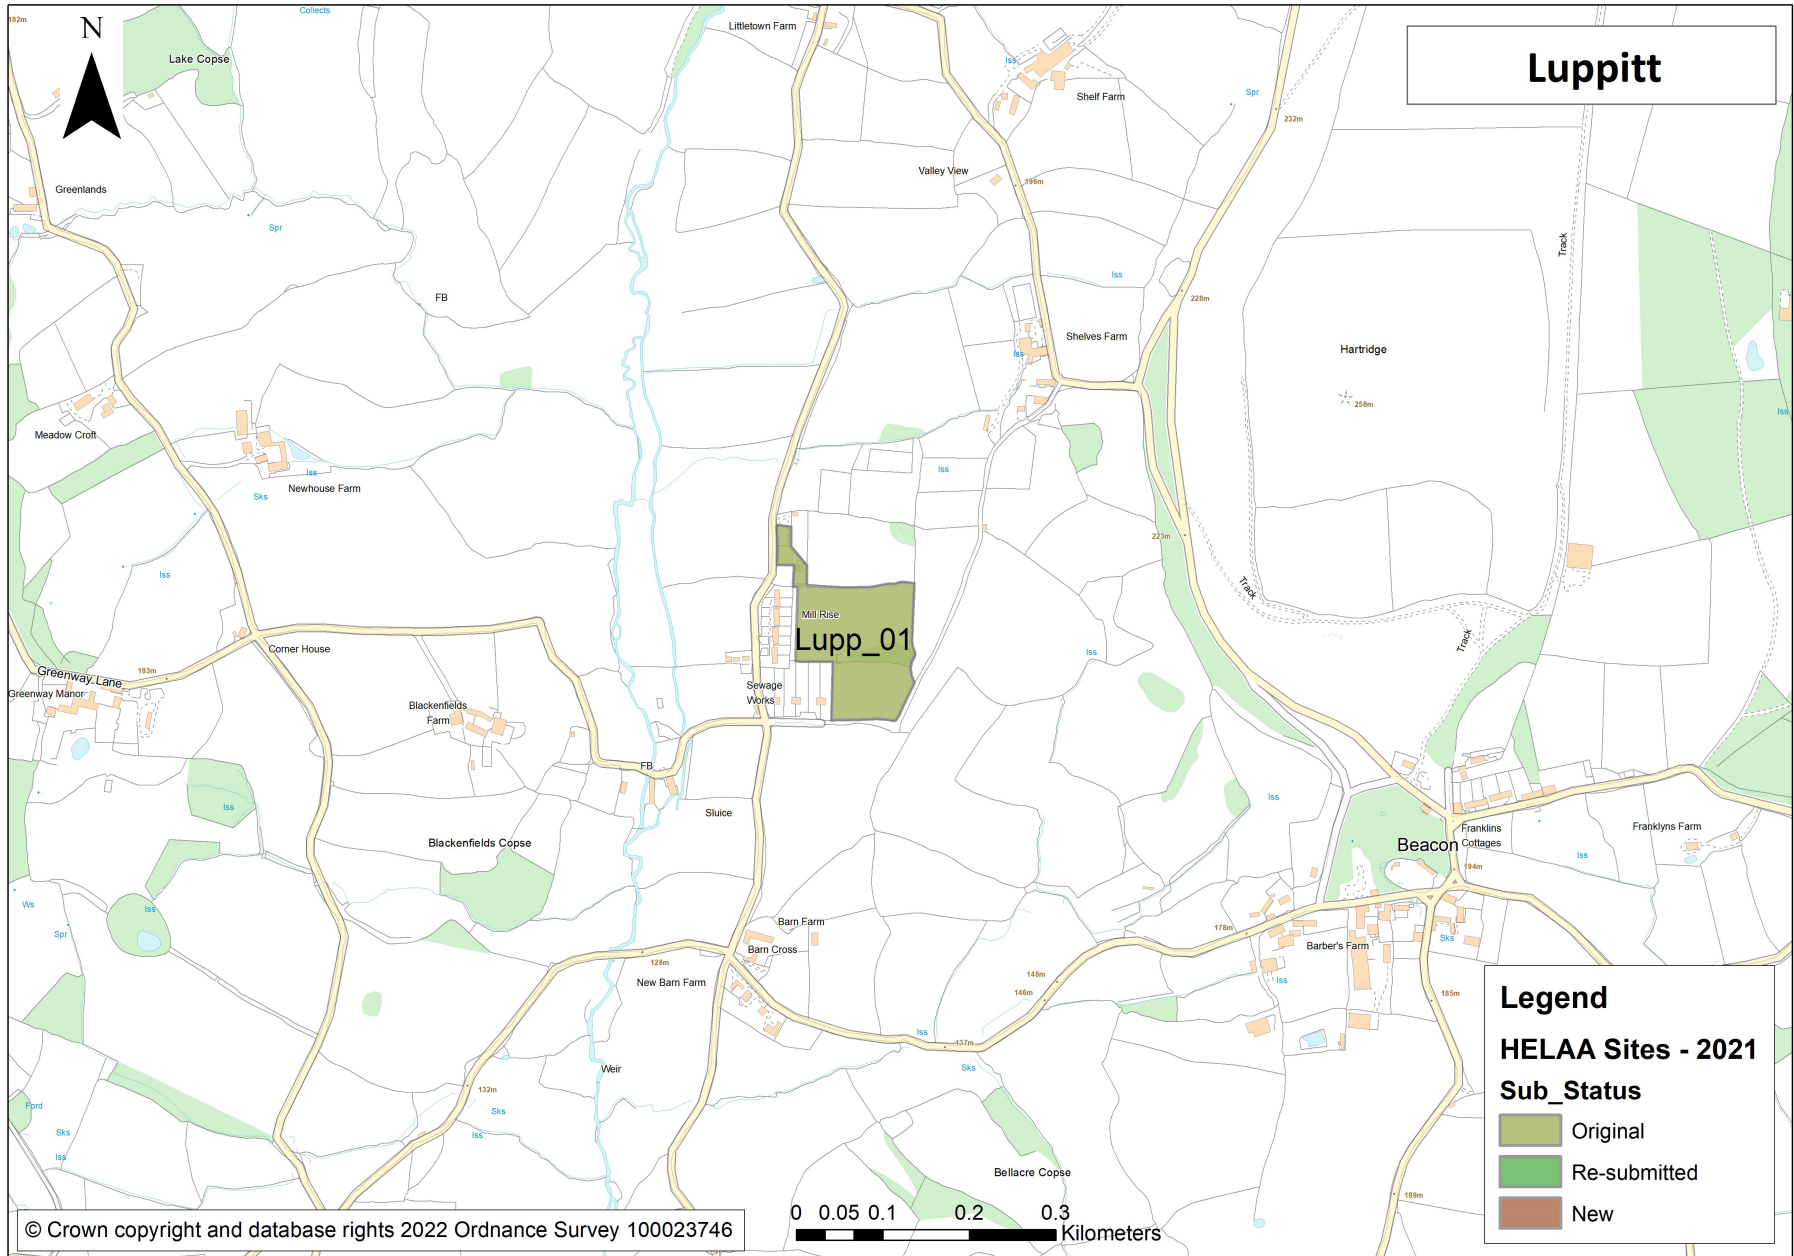 182m
Collects
N
Littletown Farm
Luppitt
Lake Copse
Iss
Shelf Farm
Spr
232m
Valley View
196m
Greenlands
Spr
Track
Iss
FB
228m
Shelves Farm
Iss
Hartridge
258m
Iss
Meadow Croft
Iss
Newhouse Farm
Sks
Iss
223m
Iss
Track
Mill Rise
Lupp_01
Track
Corner House
Iss
193m
Greenway Lane
Greenway Manor
Sewage
Works
Blackenfields
Farm
FB
Iss
Iss
Sluice
Blackenfields Copse
Beacon
Franklins
Cottages
Franklyns Farm
Iss
194m
Ws
Iss
Spr
Barn Farm
Barn Cross
178m
Barber's Farm
Sks
128m
New Barn Farm
148m
146m
Iss
185m
Iss
137m
Sks
Weir
132m
Ford
Sks
Sks
Iss
Iss
Bellacre Copse
189m
Legend
HELAA Sites - 2021
Sub_Status
Original
Re-submitted
New
© Crown copyright and database rights 2022 Ordnance Survey 100023746
0 0.05 0.1 0.2 0.3
Kilometers